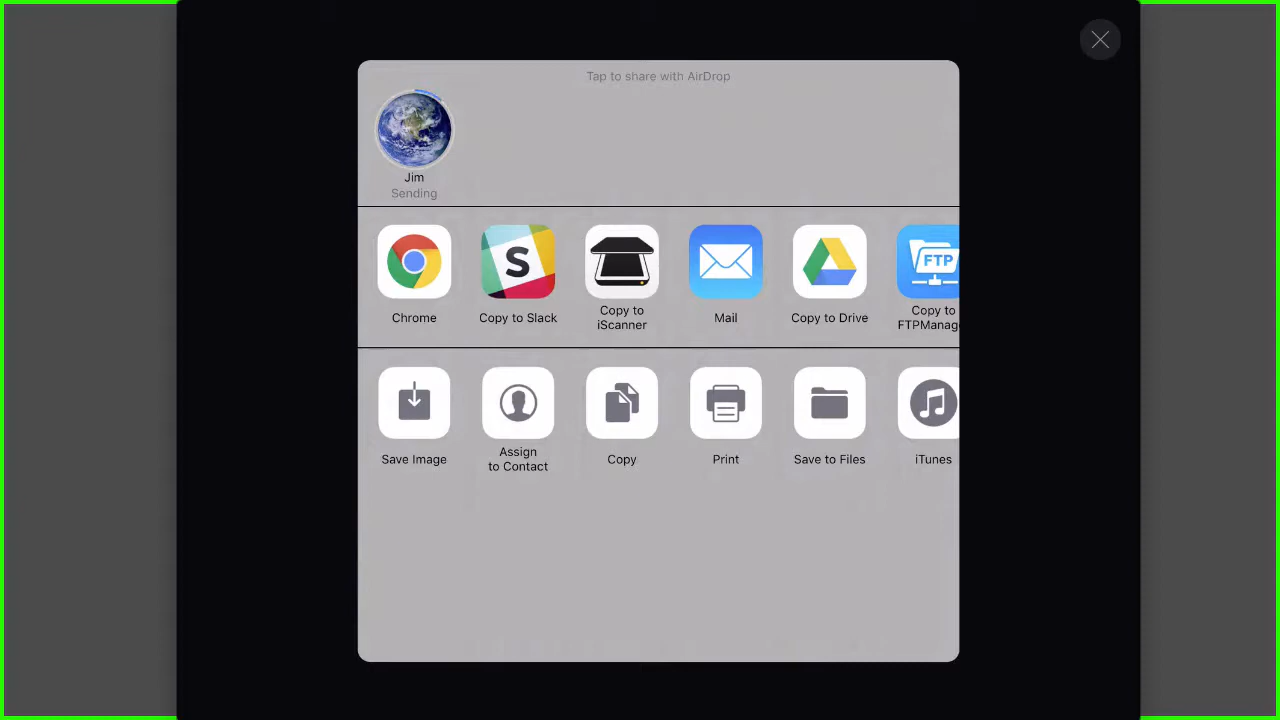 Tap to share with AirDrop
Jim
Sending
S
FTP
Chrome
Copy to Slack
Copy to
iScanner
Mail
Copy to Drive
Copy to
FTPManag
Save Image
Assign
to Contact
Copy
Print
Save to Files
iTunes